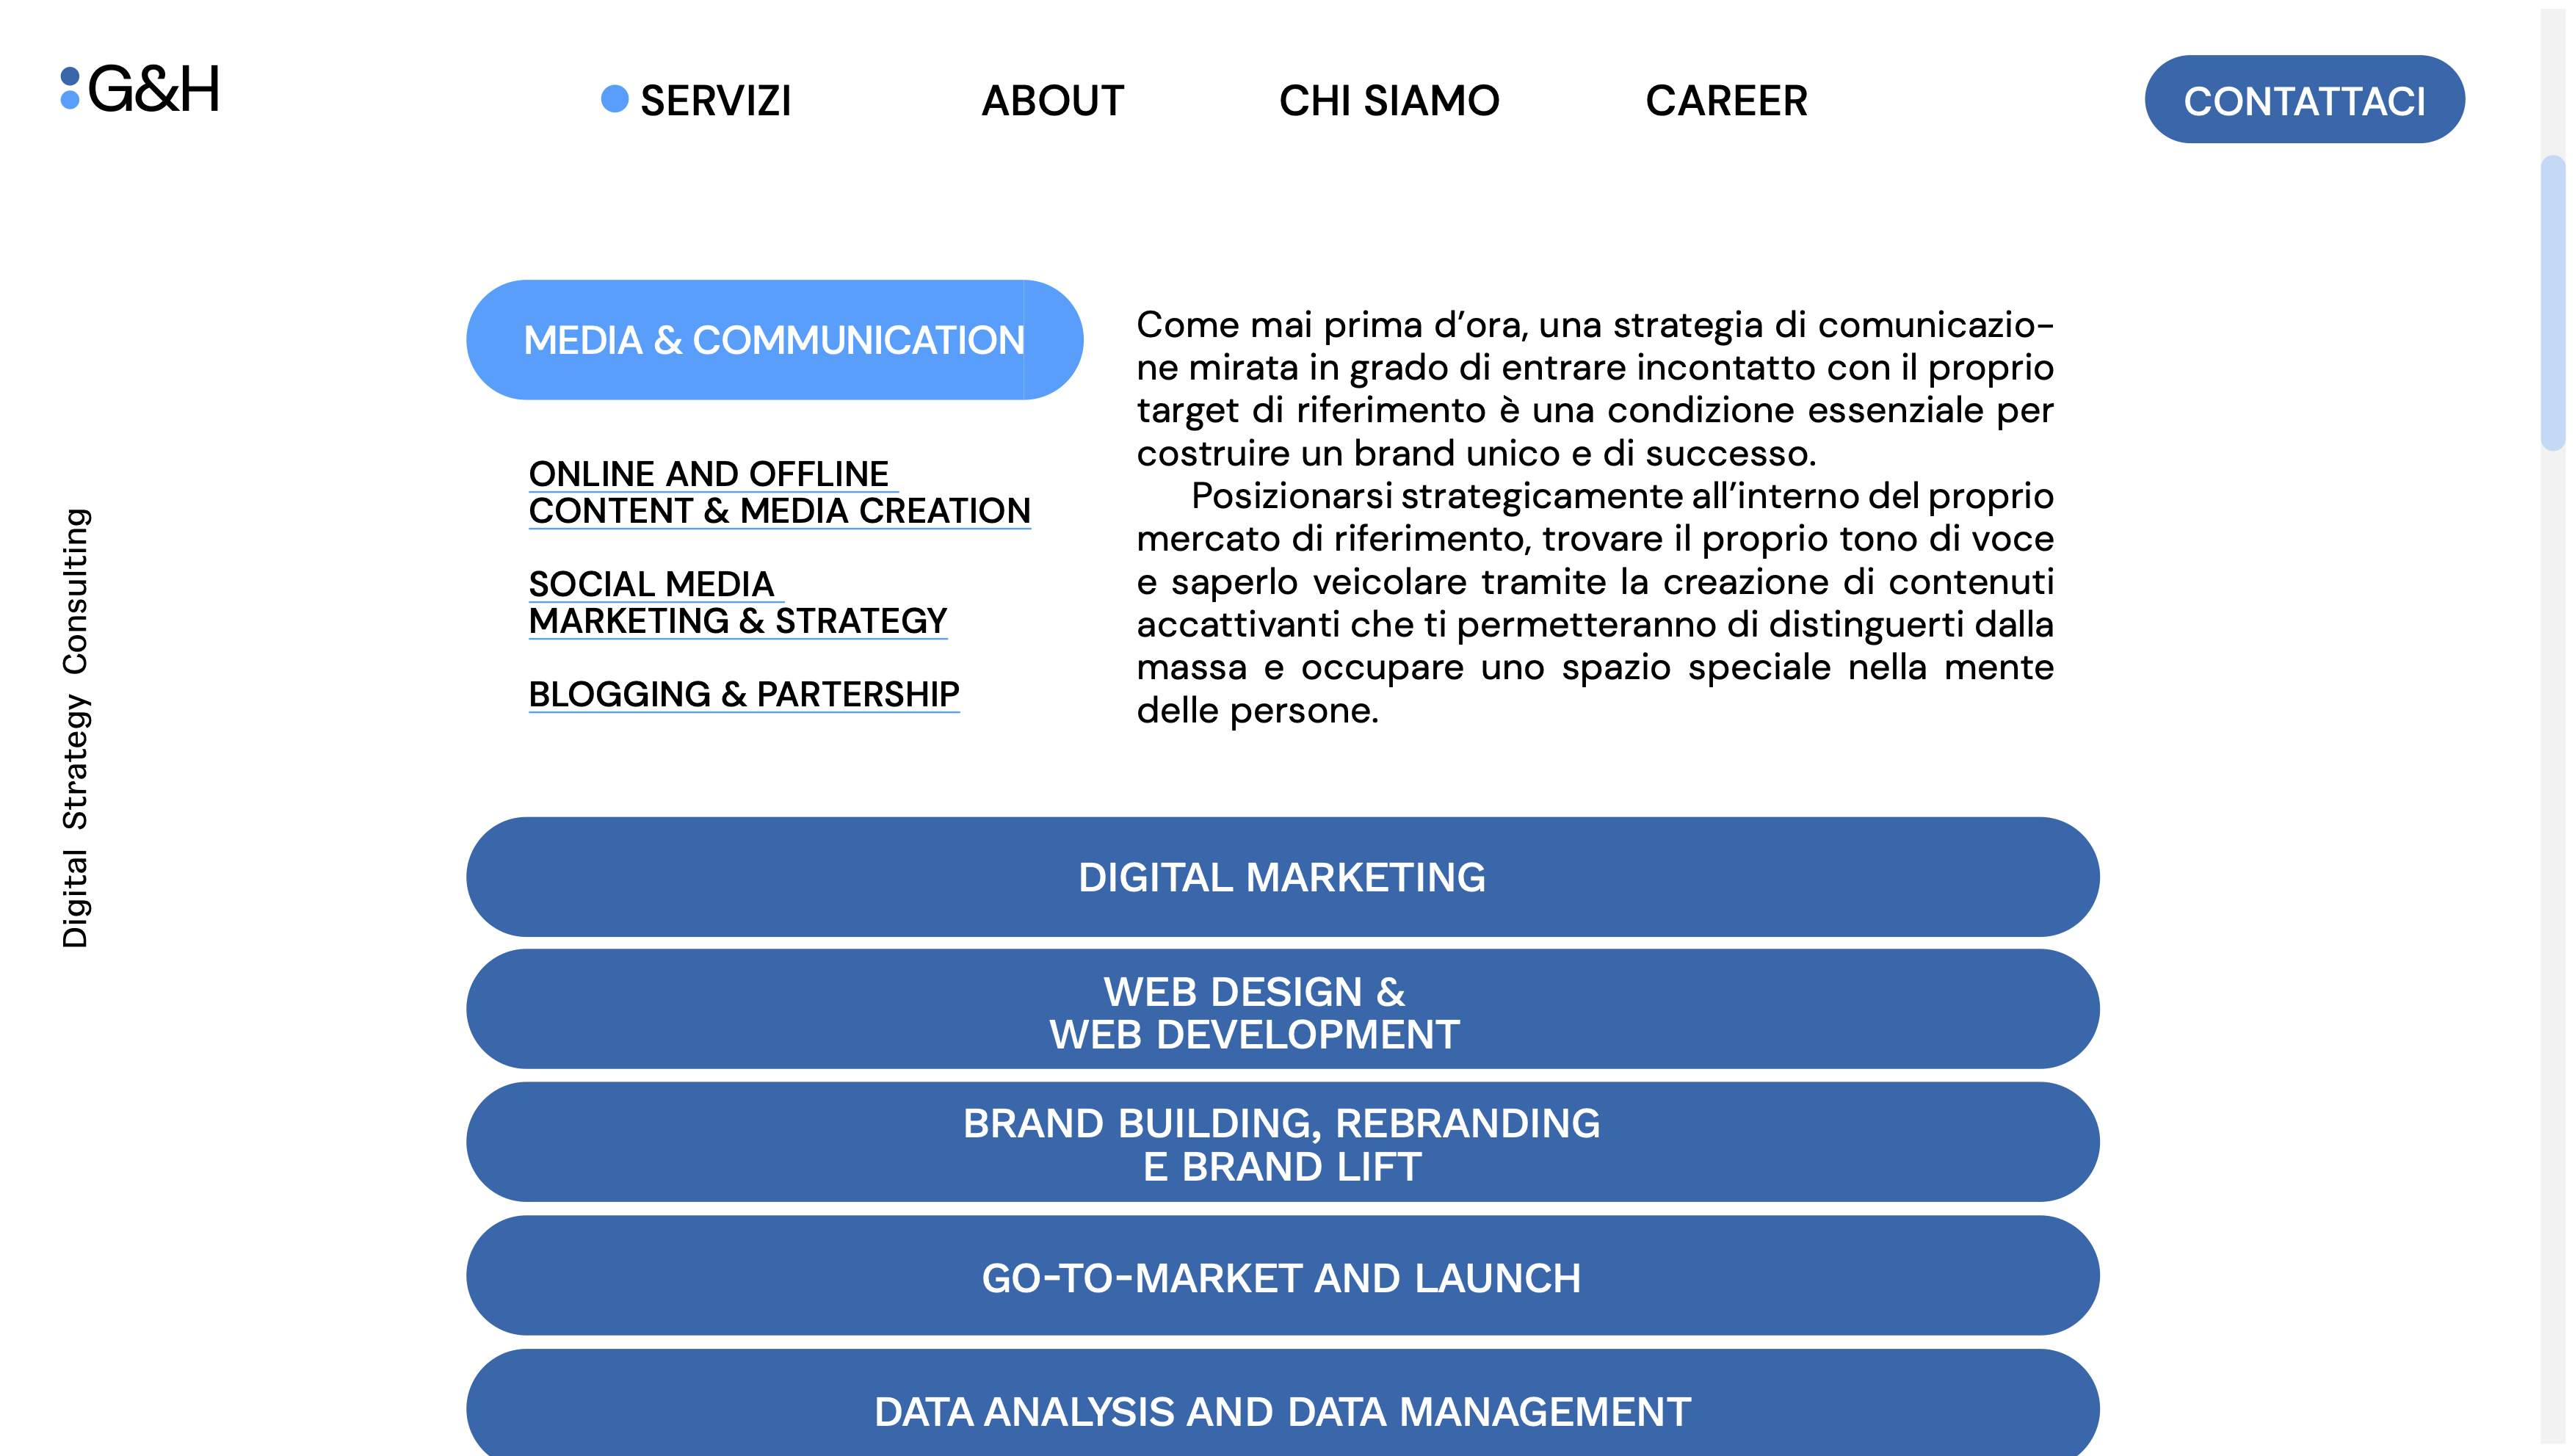 G&H
SERVIZI
ABOUT
CHI SIAMO
CAREER
CONTATTACI
Digital Strategy Consulting
MEDIA & COMMUNICATION
ONLINE AND OFFLINE
CONTENT & MEDIA CREATION
SOCIAL MEDIA
MARKETING & STRATEGY
BLOGGING & PARTERSHIP
Come mai prima d’ora, una strategia di comunicazio-
ne mirata in grado di entrare incontatto con il proprio
target di riferimento è una condizione essenziale per
costruire un brand unico e di successo.
Posizionarsi strategicamente all’interno del proprio
mercato di riferimento, trovare il proprio tono di voce
e saperlo veicolare tramite la creazione di contenuti
accattivanti che ti permetteranno di distinguerti dalla
massa e occupare uno spazio speciale nella mente
delle persone.
DIGITAL MARKETING
WEB DESIGN &
WEB DEVELOPMENT
BRAND BUILDING, REBRANDING
E BRAND LIFT
GO-TO-MARKET AND LAUNCH
DATA ANALYSIS AND DATA MANAGEMENT